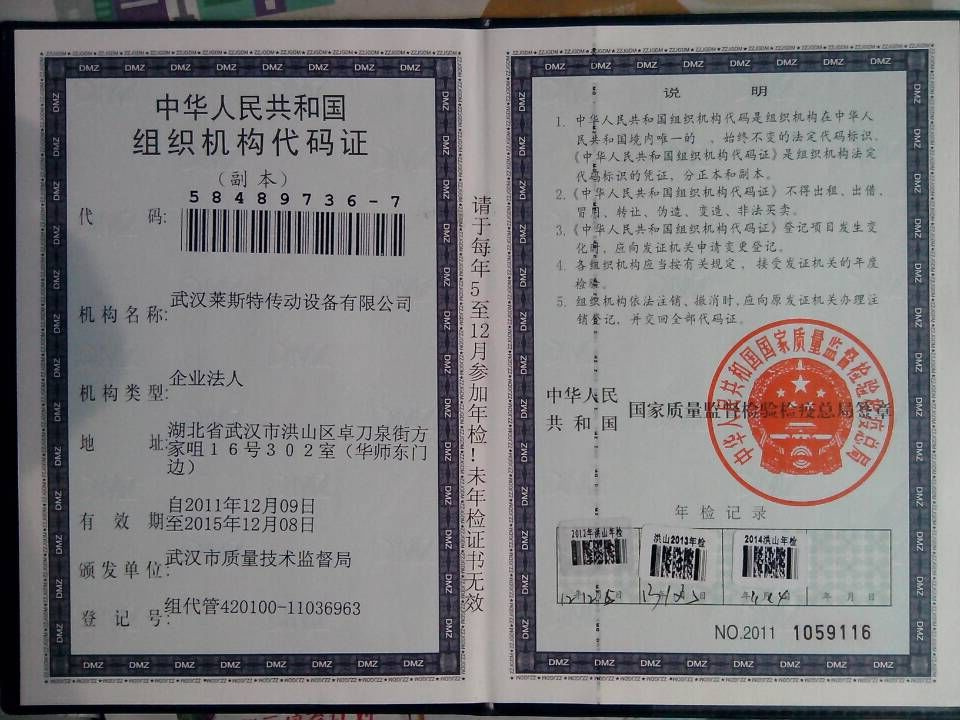 中华人民共和国
组织机构代码证
（副本）
代 码: 58489736-7
机构名称: 武汉莱斯特传动设备有限公司
机构类型: 企业法人
地 址: 湖北省武汉市洪山区卓刀泉街方
家咀１６号３０２室（华师东门
边）
有 效 期: 自2011年12月09日
至2015年12月08日
颁发单位: 武汉市质量技术监督局
登 记 号: 组代管420100-11036963
请于每年5至12月参加年检！未年检证书无效
说 明
1. 中华人民共和国组织机构代码是组织机构在中华人
民共和国境内唯一的 、始终不变的法定代码标识，
《中华人民共和国组织机构代码证》是组织机构法定
代码标识的凭证，分正本和副本。
2.《中华人民共和国组织机构代码证》不得出租、出借、
冒用、转让、伪造、变造、非法买卖。
3.《中华人民共和国组织机构代码证》登记项目发生变
化时，应向发证机关申请变更登记。
4. 各组织机构应当按有关规定，接受发证机关的年度
检验。
5. 组织机构依法注销、撤消时，应向原发证机关办理注
销登记，并交回全部代码证。
中华人民
共和国
国家质量监督检验检疫总局签章
中华人民共和国国家质量监督检验检疫总局
年检记录
2012年洪山年检
洪山2013年检
2014洪山年检
年 月 日
NO.2011 1059116